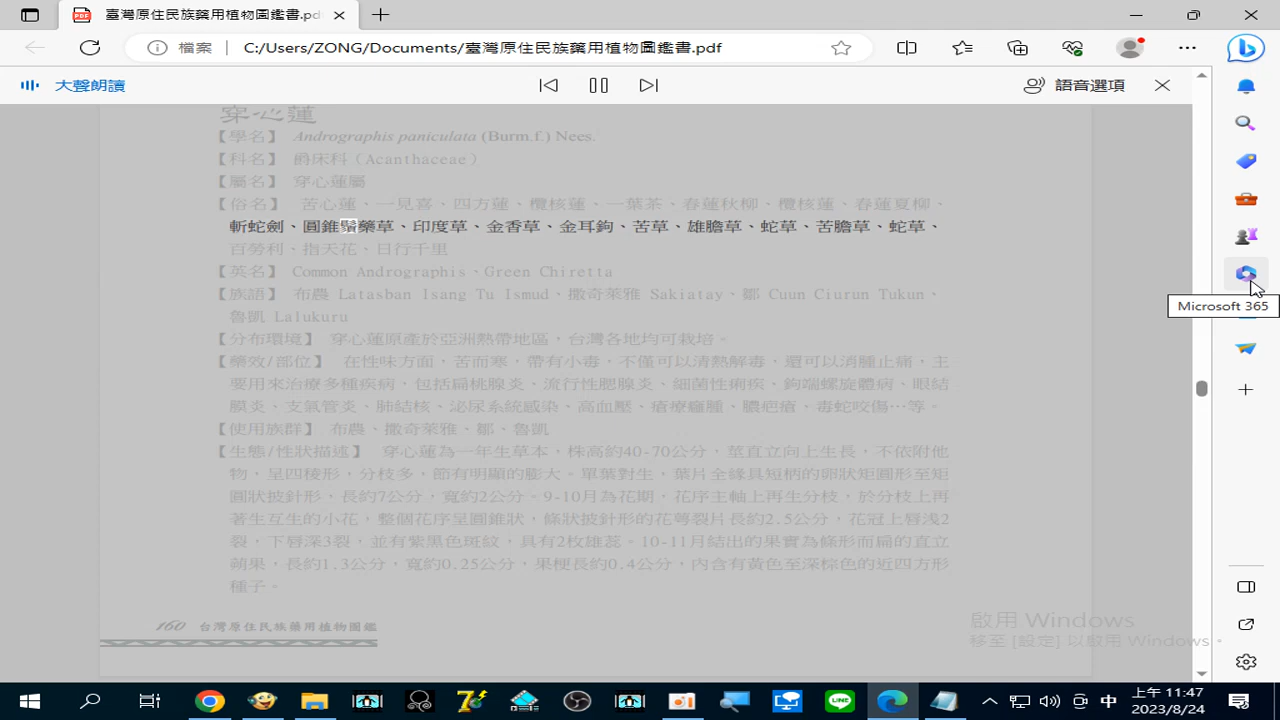 臺灣原住民族藥用植物圖鑑書.pd
檔案
C:/Users/ZONG/Documents/臺灣原住民族藥用植物圖鑑書.pdf
大聲朗讀
語音選項
穿心蓮
【學名】 Andrographis paniculata (Burm.f.) Nees.
【科名】 爵床科（Acanthaceae）
【屬名】 穿心蓮屬
【俗名】 苦心蓮、一見喜、四方蓮、欖核蓮、一葉茶、春蓮秋柳、欖核蓮、春蓮夏柳、
斬蛇劍、圓錐鬚藥草、印度草、金香草、金耳鉤、苦草、雄膽草、蛇草、苦膽草、蛇草、
百勞利、指天花、日行千里
【英名】 Common Andrographis、Green Chiretta
【族語】 布農 Latasban Isang Tu Ismud、撒奇萊雅 Sakiatay、鄒 Cuun Ciurun Tukun、
魯凱 Lalukuru
【分布環境】 穿心蓮原產於亞洲熱帶地區，台灣各地均可栽培。
【藥效/部位】 在性味方面，苦而寒，帶有小毒，不僅可以清熱解毒，還可以消腫止痛，主
要用來治療多種疾病，包括扁桃腺炎、流行性腮腺炎、細菌性痢疾、鉤端螺旋體病、眼結
膜炎、支氣管炎、肺結核、泌尿系統感染、高血壓、瘡療癰腫、膿疤瘡、毒蛇咬傷…等。
【使用族群】 布農、撒奇萊雅、鄒、魯凱
【生態/性狀描述】 穿心蓮為一年生草本，株高約40-70公分，莖直立向上生長，不依附他
物，呈四稜形，分枝多，節有明顯的膨大。單葉對生，葉片全緣具短柄的卵狀矩圓形至矩
圓狀披針形，長約7公分，寬約2公分。9-10月為花期，花序主軸上再生分枝，於分枝上再
著生互生的小花，整個花序呈圓錐狀，條狀披針形的花萼裂片長約2.5公分，花冠上唇淺2
裂，下唇深3裂，並有紫黑色斑紋，具有2枚雄蕊。10-11月結出的果實為條形而扁的直立
蒴果，長約1.3公分，寬約0.25公分，果梗長約0.4公分，內含有黃色至深棕色的近四方形
種子。
160 台灣原住民族藥用植物圖鑑
Microsoft 365
啟用 Windows
移至 [設定] 以啟用 Windows。
中
上午 11:47
2023/8/24